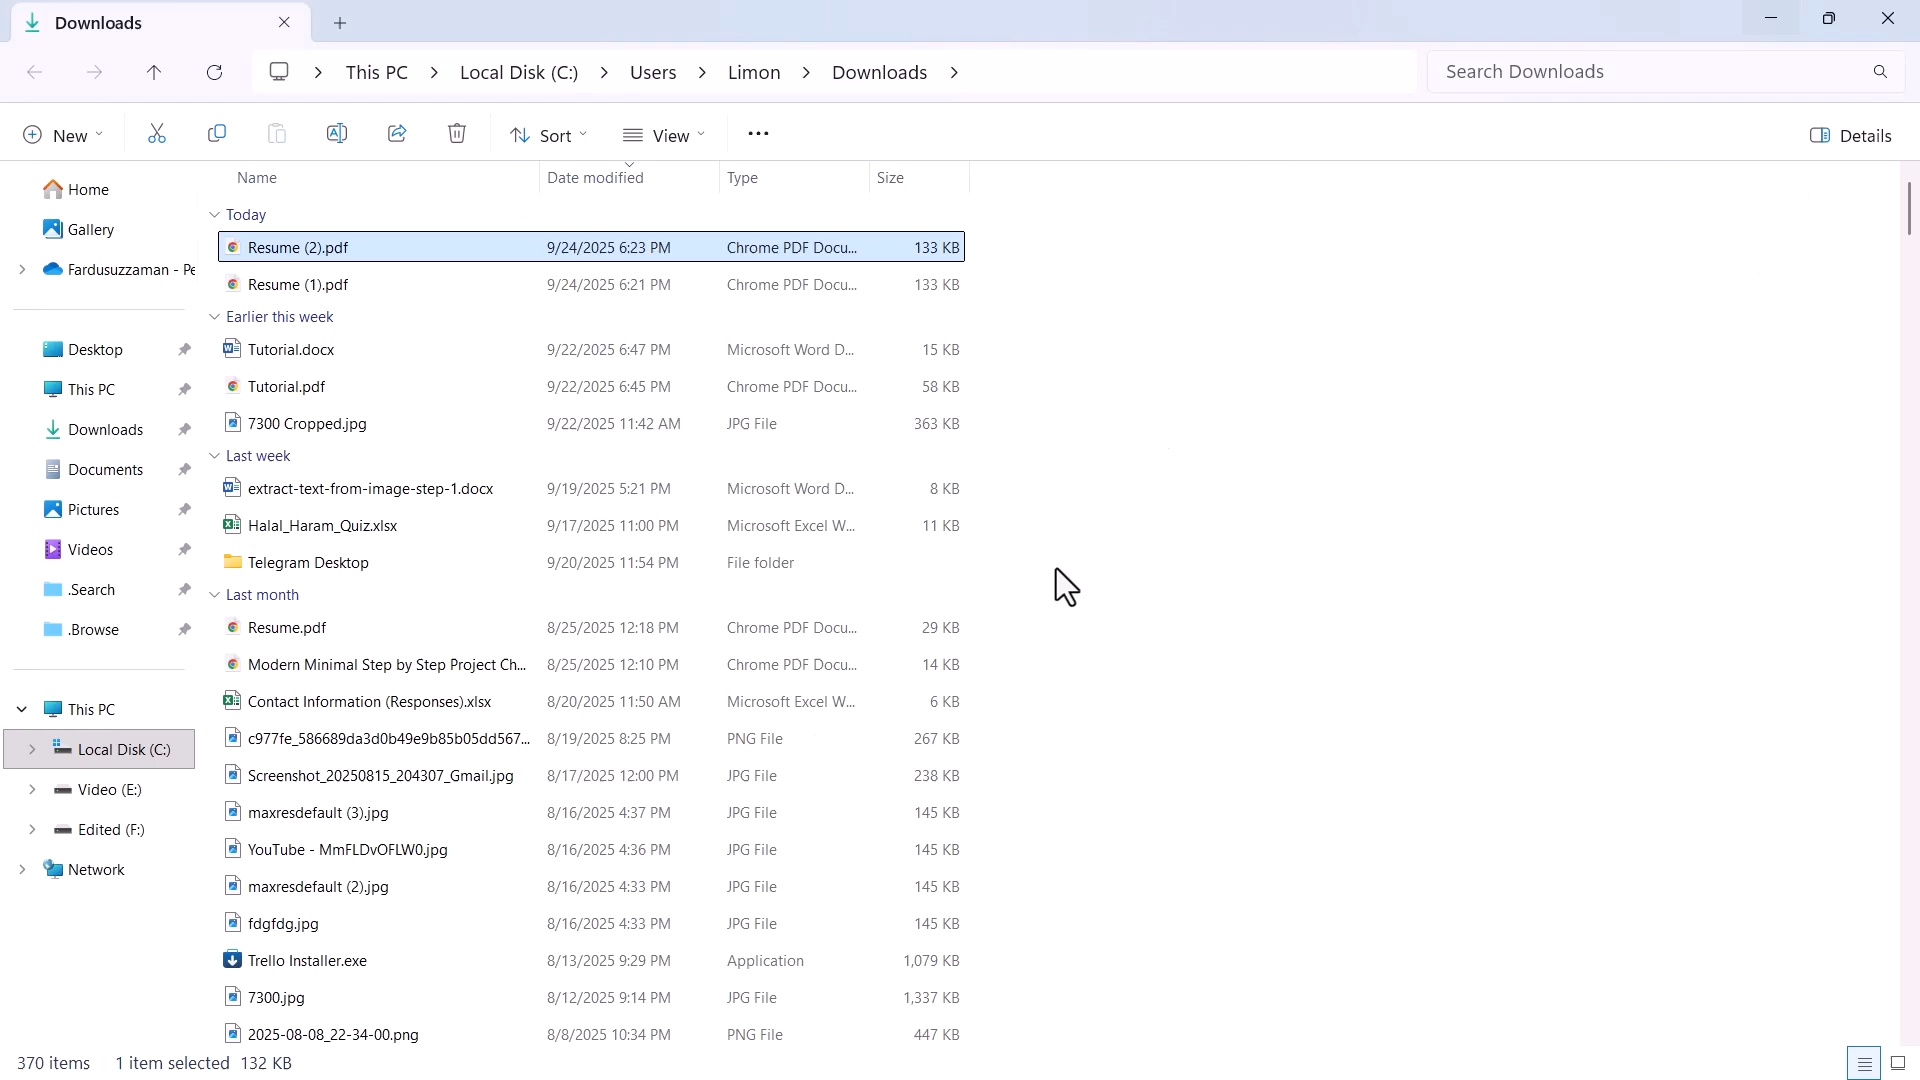 Downloads
This PC > Local Disk (C:) > Users > Limon > Downloads >
Search Downloads
New
Sort
View
Details
Home
Gallery
Fardusuzzaman - Pe
Desktop
This PC
Downloads
Documents
Pictures
Videos
.Search
.Browse
This PC
Local Disk (C:)
Video (E:)
Edited (F:)
Network
Name Date modified Type Size
Today
Resume (2).pdf 9/24/2025 6:23 PM Chrome PDF Docu... 133 KB
Resume (1).pdf 9/24/2025 6:21 PM Chrome PDF Docu... 133 KB
Earlier this week
Tutorial.docx 9/22/2025 6:47 PM Microsoft Word D... 15 KB
Tutorial.pdf 9/22/2025 6:45 PM Chrome PDF Docu... 58 KB
7300 Cropped.jpg 9/22/2025 11:42 AM JPG File 363 KB
Last week
extract-text-from-image-step-1.docx 9/19/2025 5:21 PM Microsoft Word D... 8 KB
Halal_Haram_Quiz.xlsx 9/17/2025 11:00 PM Microsoft Excel W... 11 KB
Telegram Desktop 9/20/2025 11:54 PM File folder
Last month
Resume.pdf 8/25/2025 12:18 PM Chrome PDF Docu... 29 KB
Modern Minimal Step by Step Project Ch... 8/25/2025 12:10 PM Chrome PDF Docu... 14 KB
Contact Information (Responses).xlsx 8/20/2025 11:50 AM Microsoft Excel W... 6 KB
c977fe_586689da3d0b49e9b85b05dd567... 8/19/2025 8:25 PM PNG File 267 KB
Screenshot_20250815_204307_Gmail.jpg 8/17/2025 12:00 PM JPG File 238 KB
maxresdefault (3).jpg 8/16/2025 4:37 PM JPG File 145 KB
YouTube - MmFLDvOFLW0.jpg 8/16/2025 4:36 PM JPG File 145 KB
maxresdefault (2).jpg 8/16/2025 4:33 PM JPG File 145 KB
fdgfdg.jpg 8/16/2025 4:33 PM JPG File 145 KB
Trello Installer.exe 8/13/2025 9:29 PM Application 1,079 KB
7300.jpg 8/12/2025 9:14 PM JPG File 1,337 KB
2025-08-08_22-34-00.png 8/8/2025 10:34 PM PNG File 447 KB
370 items 1 item selected 132 KB